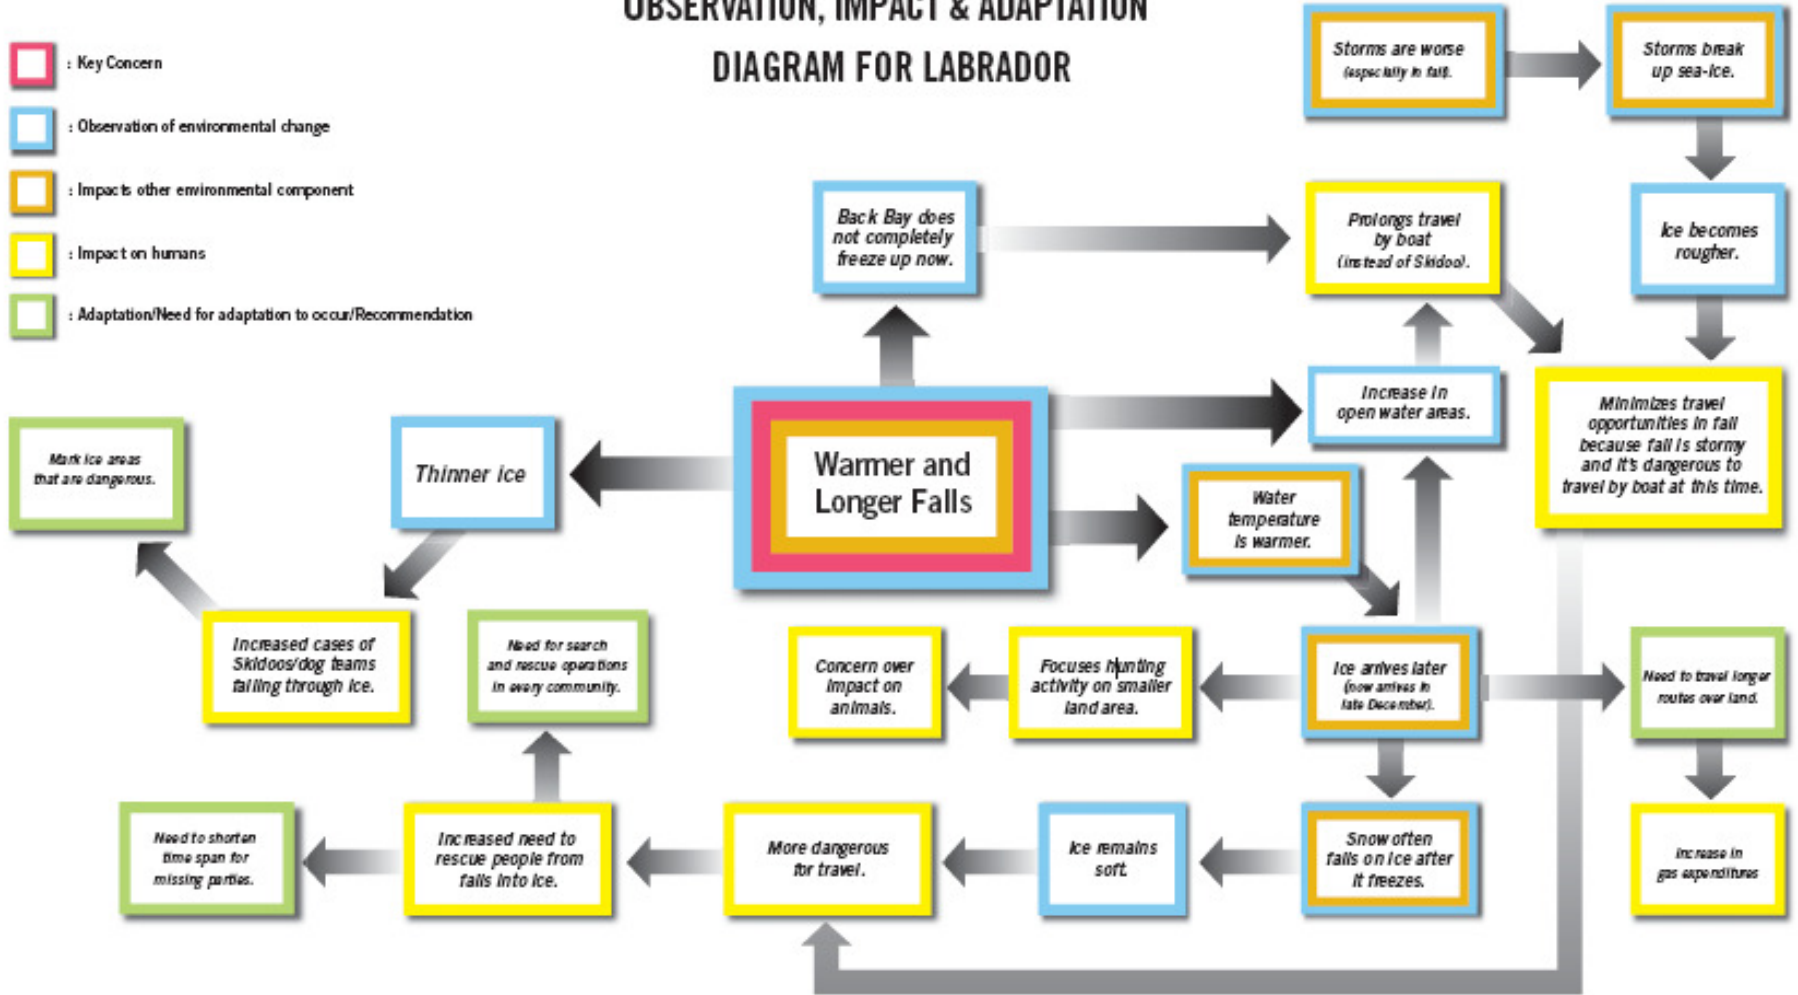 OBSERVATION, IMPACT & ADAPTATION
DIAGRAM FOR LABRADOR
: Key Concern
: Observation of environmental change
: Impacts other environmental component
: Impact on humans
: Adaptation/Need for adaptation to occur/Recommendation
Storms are worse
(especially in fall).
Storms break
up sea-ice.
Back Bay does
not completely
freeze up now.
Prolongs travel
by boat
(instead of Skidoo).
Ice becomes
rougher.
Increase in
open water areas.
Minimizes travel
opportunities in fall
because fall is stormy
and it's dangerous to
travel by boat at this time.
Mark ice areas
that are dangerous.
Thinner ice
Warmer and
Longer Falls
Water
temperature
is warmer.
Increased cases of
Skidoos/dog teams
falling through ice.
Need for search
and rescue operations
in every community.
Concern over
impact on
animals.
Focuses hunting
activity on smaller
land area.
Ice arrives later
(now arrives in
late December).
Need to travel longer
routes over land.
Need to shorten
time span for
missing parties.
Increased need to
rescue people from
falls into ice.
More dangerous
for travel.
Ice remains
soft.
Snow often
falls on ice after
it freezes.
Increase in
gas expenditures